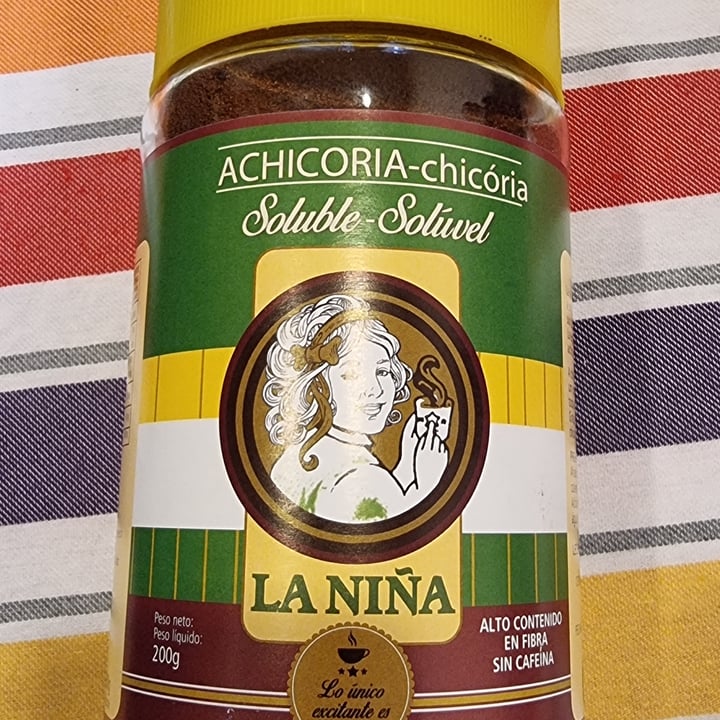 ACHICORIA-chicória
Soluble-Solúvel
LA NIÑA
Peso neto:
Peso líquido:
200g
ALTO CONTENIDO
EN FIBRA
SIN CAFEÍNA
Lo único
excitante es